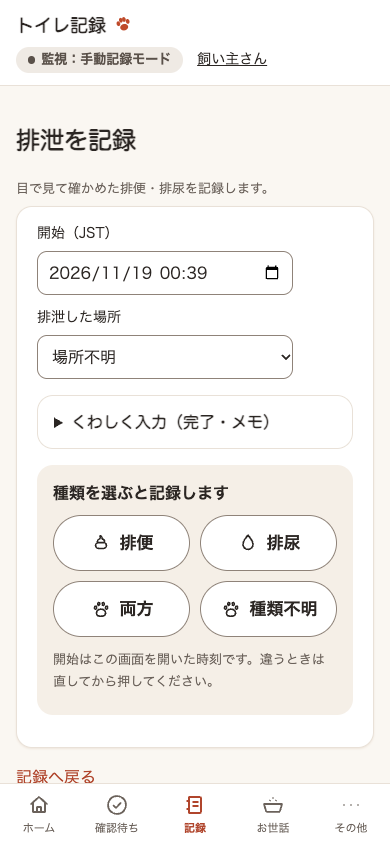 トイレ記録
監視：手動記録モード 飼い主さん
排泄を記録
目で見て確かめた排便・排尿を記録します。
開始（JST）
2026/11/19 00:39
排泄した場所
場所不明
くわしく入力（完了・メモ）
種類を選ぶと記録します
排便 排尿
両方 種類不明
開始はこの画面を開いた時刻です。違うときは
直してから押してください。
記録へ戻る
ホーム 確認待ち 記録 お世話 その他